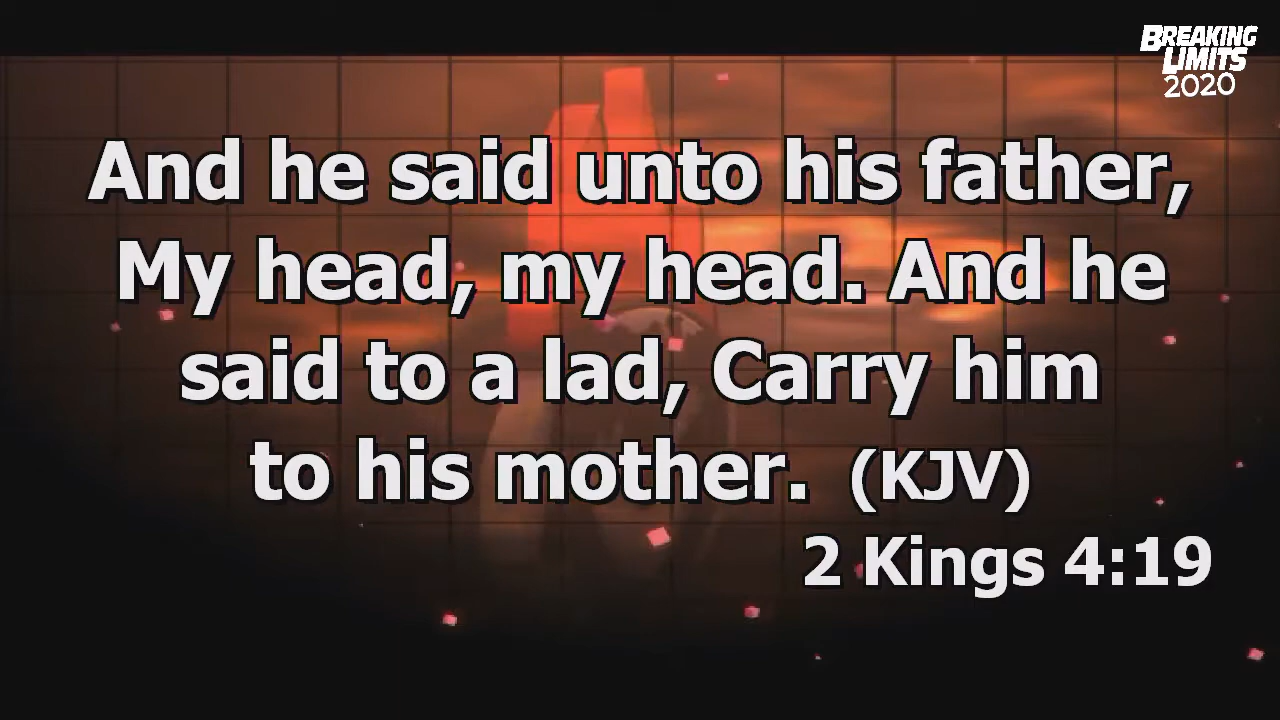 BREAKING
LIMITS
2020
And he said unto his father,
My head, my head. And he
said to a lad, Carry him
to his mother. (KJV)
2 Kings 4:19